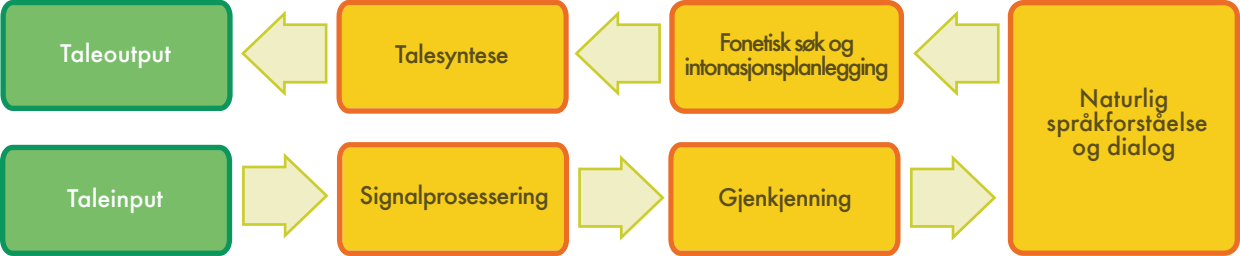 Taleoutput
Talesyntese
Fonetisk søk og
intonasjonsplanlegging
Naturlig
språkforståelse
og dialog
Taleinput
Signalprosessering
Gjenkjenning